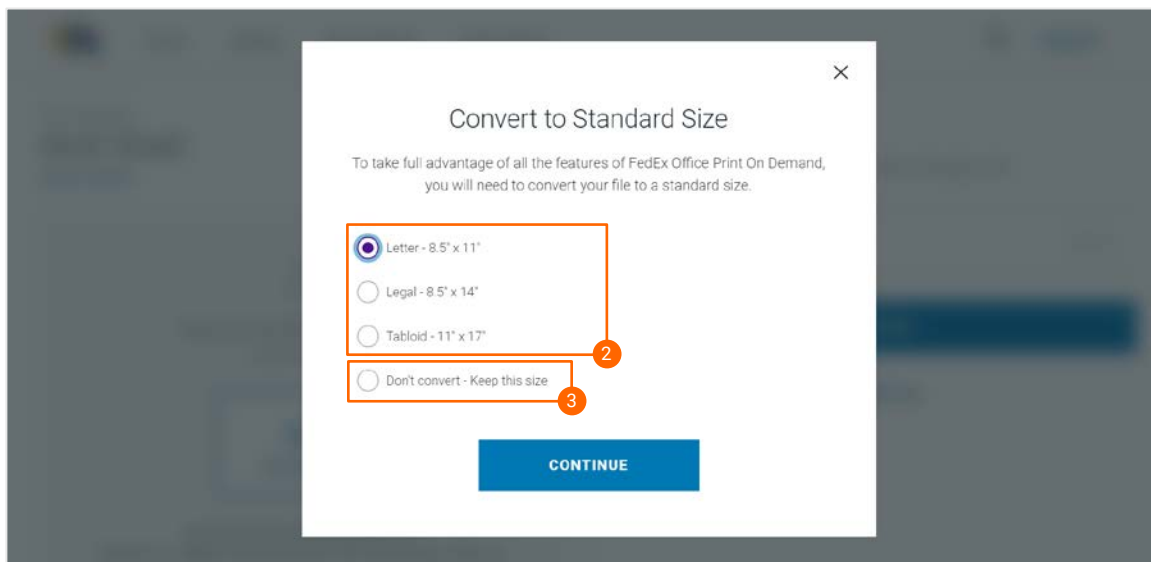 Convert to Standard Size
To take full advantage of all the features of FedEx Office Print On Demand,
you will need to convert your file to a standard size.
Letter - 8.5" x 11"
Legal - 8.5" x 14"
Tabloid - 11" x 17"
2
Don't convert - Keep this size
3
CONTINUE